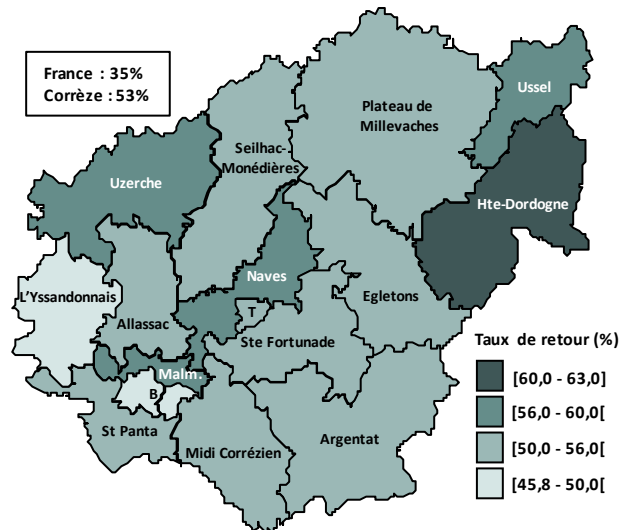 France : 35%
Corrèze : 53%
Ussel
Plateau de
Millevaches
Seilhac-
Monédières
Uzerche
Hte-Dordogne
Naves
L'Yssandonnais
Egletons
T
Allassac
Ste Fortunade
Malm.
B
St Panta
Midi Corrézien
Argentat
Taux de retour (%)
[60,0 - 63,0]
[56,0 - 60,0[
[50,0 - 56,0[
[45,8 - 50,0[